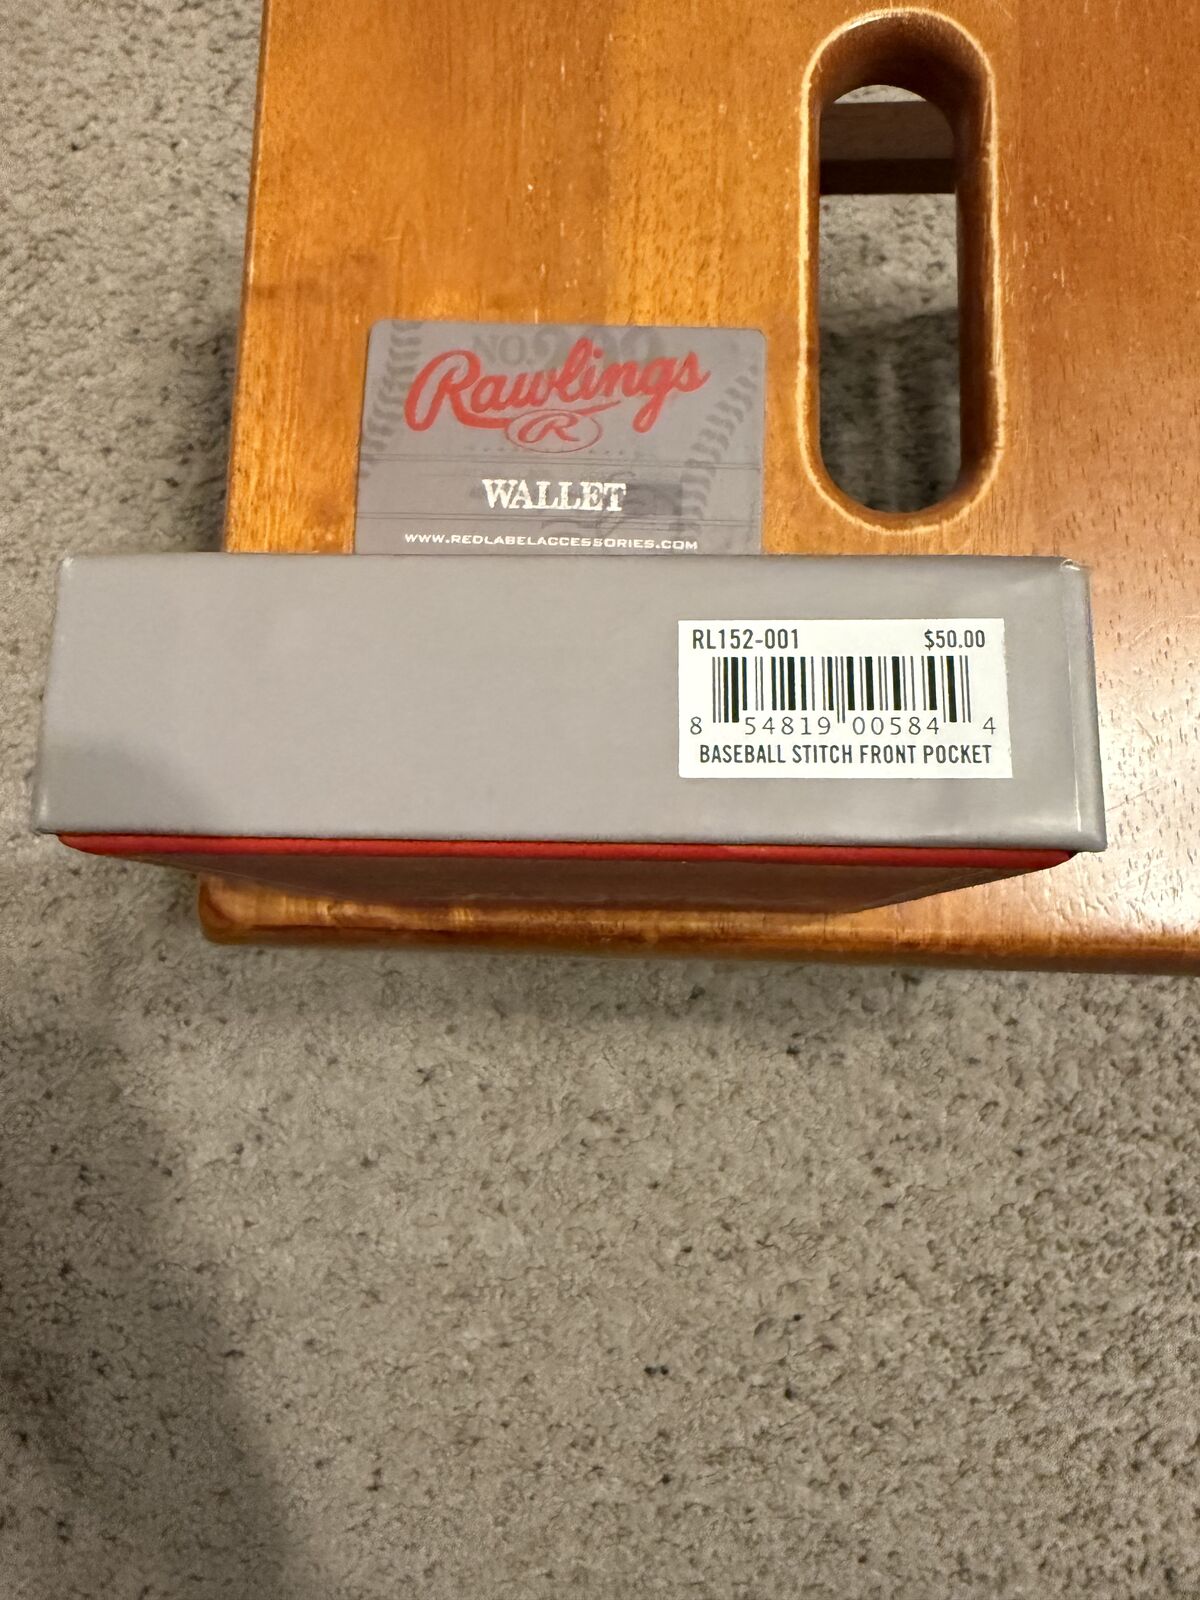 Rawlings
R
WALLET
WWW.REDLABELACCESSORIES.COM
RL152-001 $50.00
8 54819 00584 4
BASEBALL STITCH FRONT POCKET